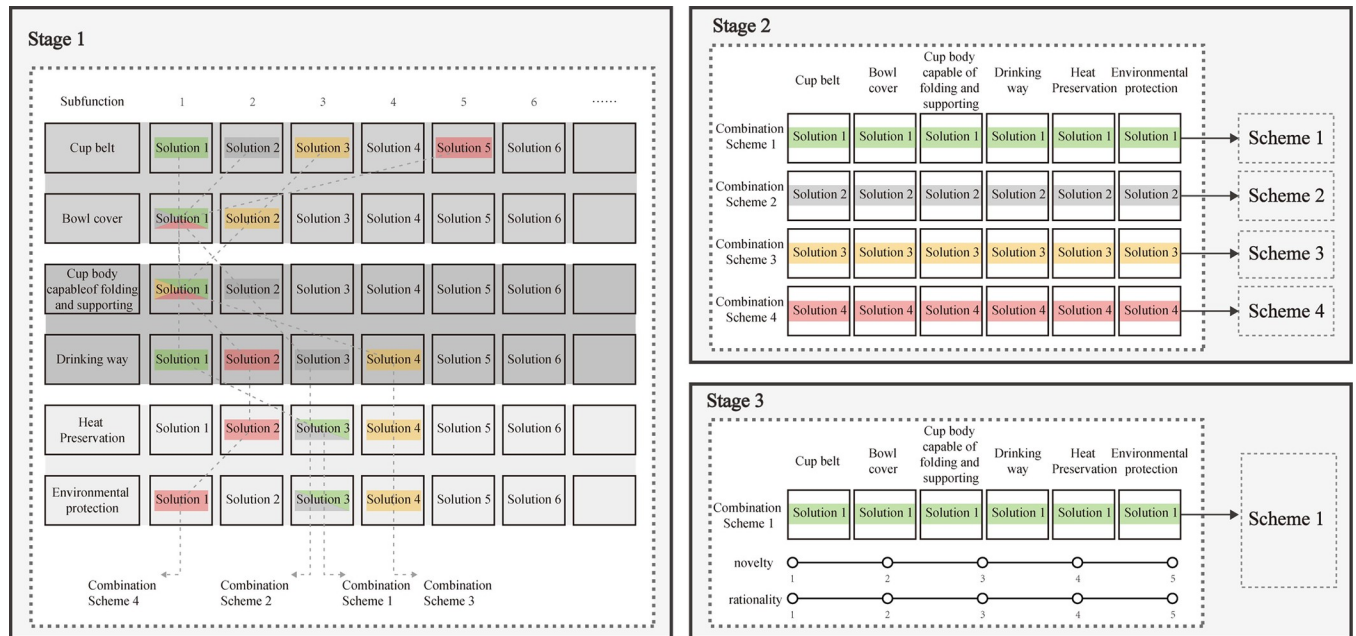 Stage 1
Subfunction 1 2 3 4 5 6 ......
Cup belt Solution 1 Solution 2 Solution 3 Solution 4 Solution 5 Solution 6
Bowl cover Solution 1 Solution 2 Solution 3 Solution 4 Solution 5 Solution 6
Cup body
capableof folding
and supporting
Solution 1 Solution 2 Solution 3 Solution 4 Solution 5 Solution 6
Drinking way Solution 1 Solution 2 Solution 3 Solution 4 Solution 5 Solution 6
Heat
Preservation
Solution 1 Solution 2 Solution 3 Solution 4 Solution 5 Solution 6
Environmental
protection
Solution 1 Solution 2 Solution 3 Solution 4 Solution 5 Solution 6
Combination
Scheme 4
Combination
Scheme 2
Combination
Scheme 1
Combination
Scheme 3
Stage 2
Cup belt
Bowl
cover
Cup body
capable of
folding and
supporting
Drinking
way
Heat
Preservation
Environmental
protection
Combination
Scheme 1
Solution 1 Solution 1 Solution 1 Solution 1 Solution 1 Solution 1
Scheme 1
Combination
Scheme 2
Solution 2 Solution 2 Solution 2 Solution 2 Solution 2 Solution 2
Scheme 2
Combination
Scheme 3
Solution 3 Solution 3 Solution 3 Solution 3 Solution 3 Solution 3
Scheme 3
Combination
Scheme 4
Solution 4 Solution 4 Solution 4 Solution 4 Solution 4 Solution 4
Scheme 4
Stage 3
Cup belt
Bowl
cover
Cup body
capable of
folding and
supporting
Drinking
way
Heat
Preservation
Environmental
protection
Combination
Scheme 1
Solution 1 Solution 1 Solution 1 Solution 1 Solution 1 Solution 1
Scheme 1
novelty
1 2 3 4 5
rationality
1 2 3 4 5